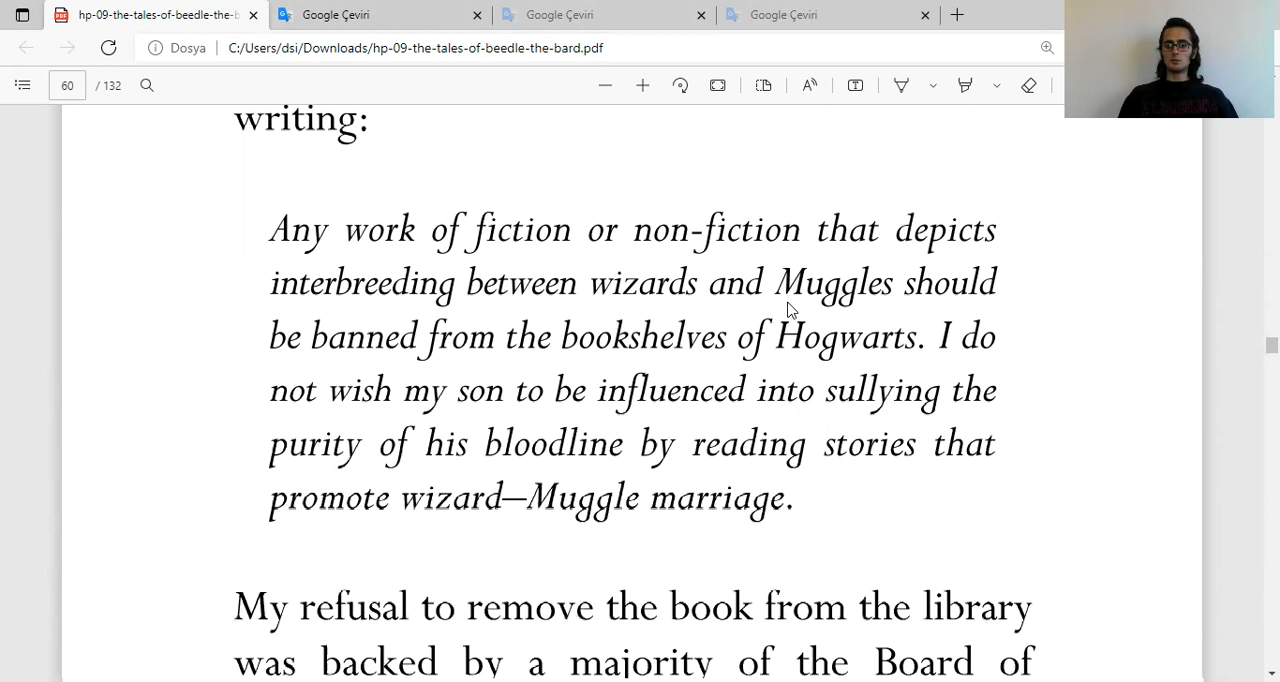 hp-09-the-tales-of-beedle-the-b
Google Çeviri
Google Çeviri
Google Çeviri
Dosya
C:/Users/dsi/Downloads/hp-09-the-tales-of-beedle-the-bard.pdf
60 / 132
writing:
Any work of fiction or non-fiction that depicts
interbreeding between wizards and Muggles should
be banned from the bookshelves of Hogwarts. I do
not wish my son to be influenced into sullying the
purity of his bloodline by reading stories that
promote wizard—Muggle marriage.
My refusal to remove the book from the library
was backed by a majority of the Board of